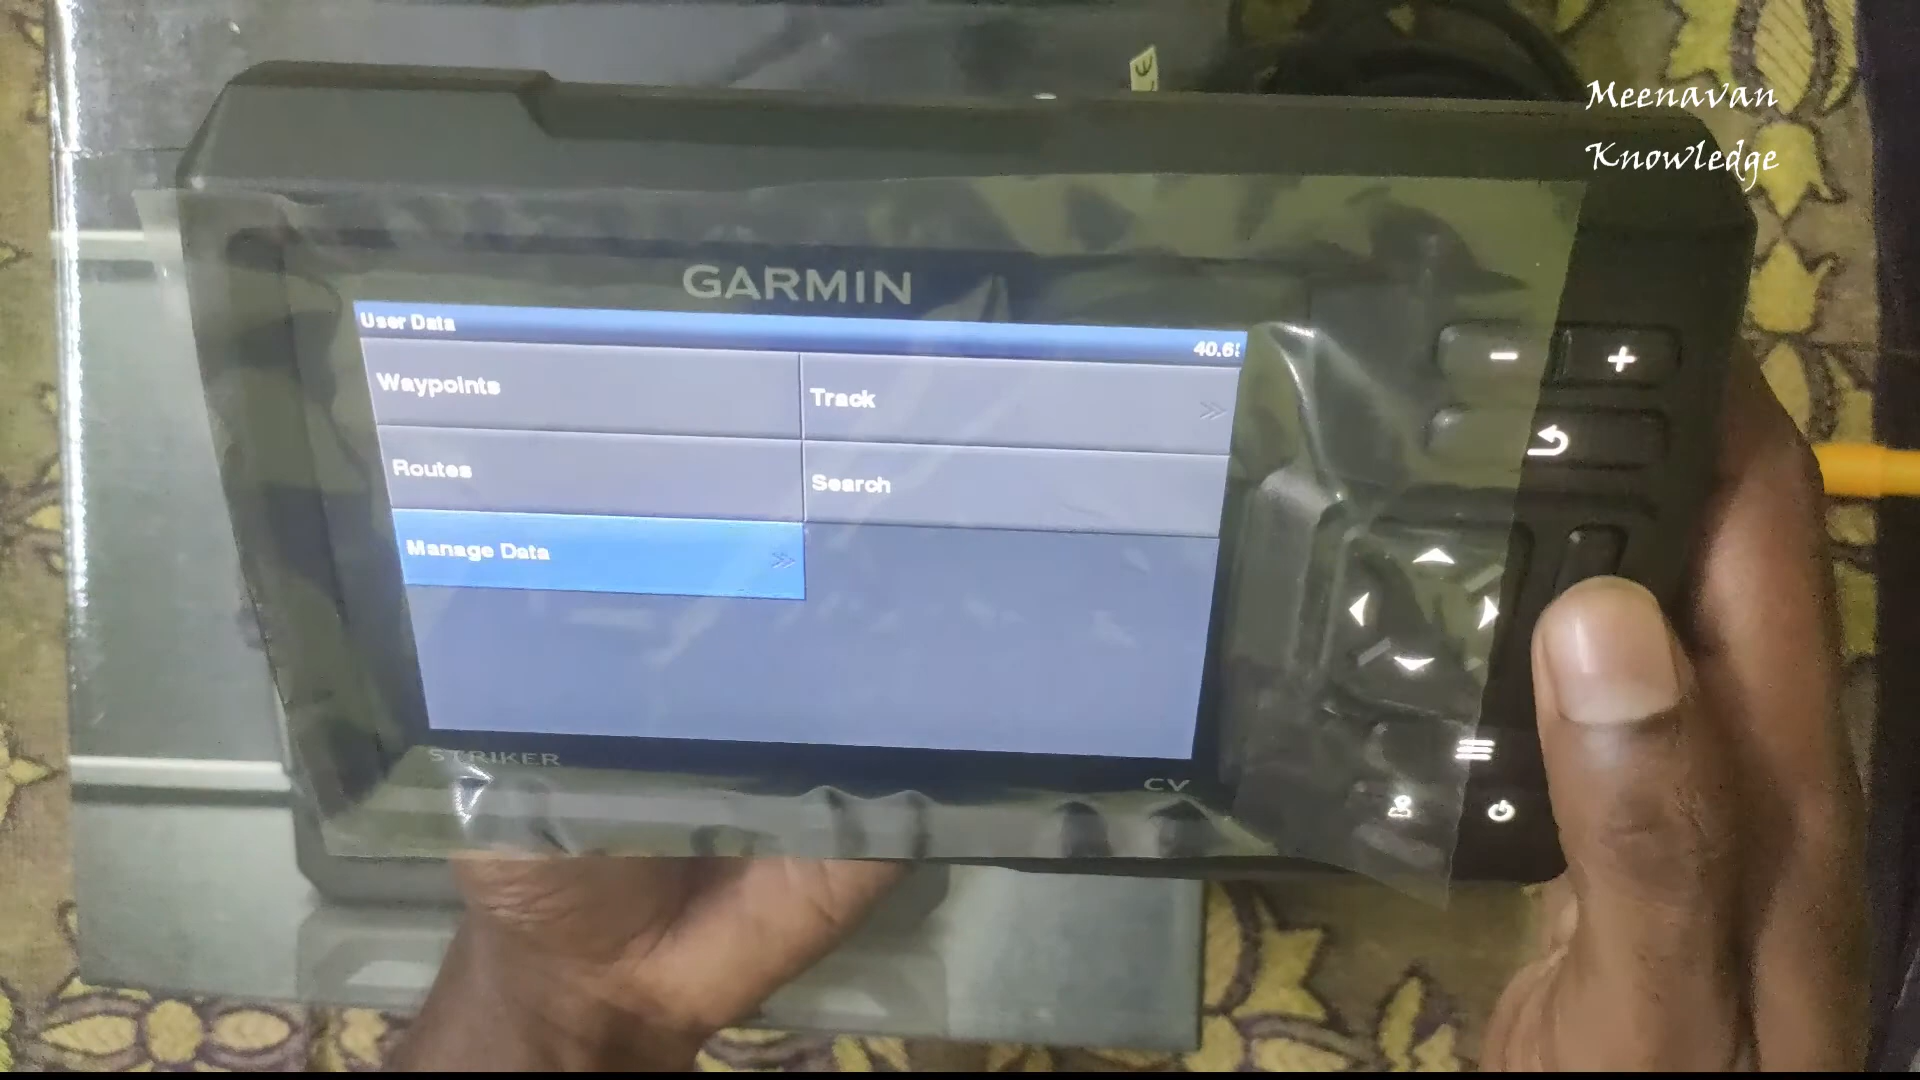 Meenavan
Knowledge
GARMIN
User Data
40.6
Waypoints
Track
Routes
Search
Manage Data
STRIKER
CV